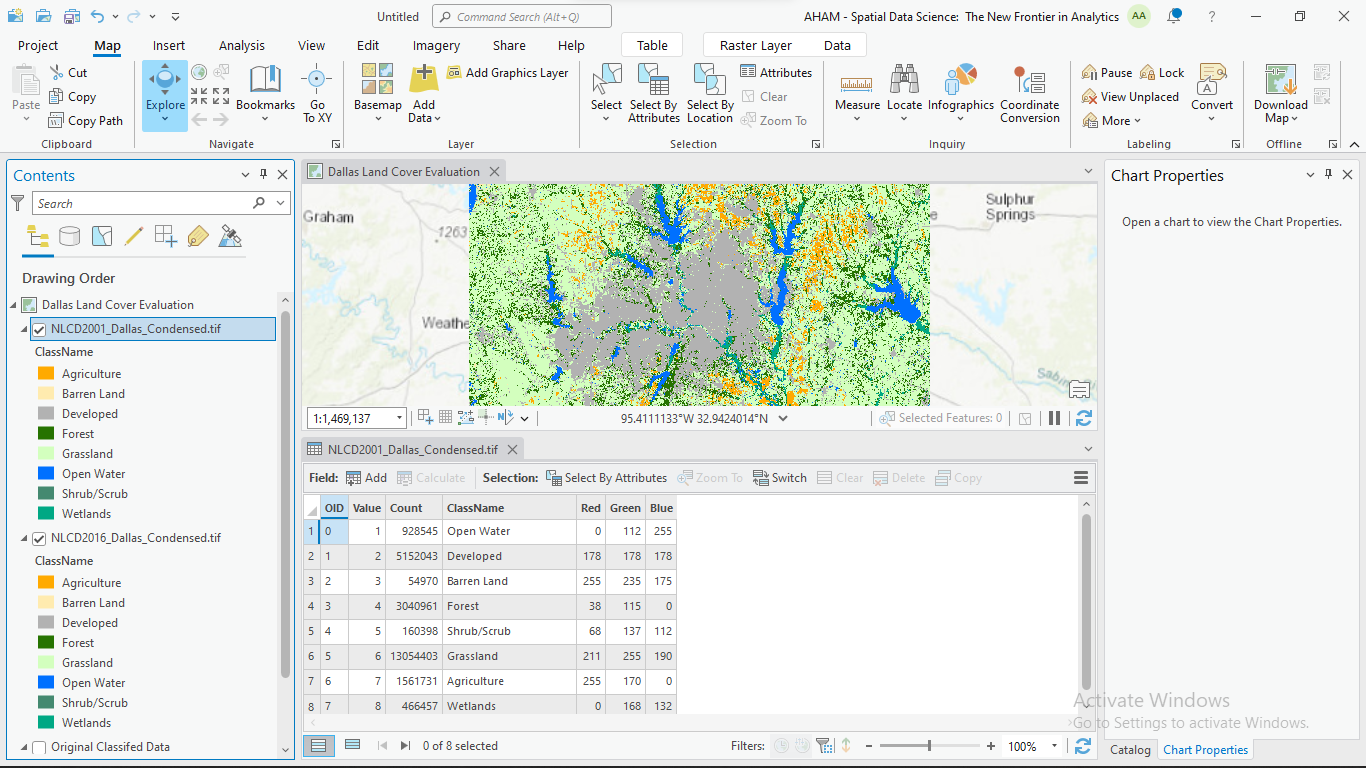 Untitled
Command Search (Alt+Q)
AHAM - Spatial Data Science: The New Frontier in Analytics
AA
?
Project
Map
Insert
Analysis
View
Edit
Imagery
Share
Help
Table
Raster Layer
Data
Paste
Cut
Copy
Copy Path
Clipboard
Explore
Bookmarks
Go
To XY
Navigate
Basemap
Add
Data
Add Graphics Layer
Layer
Select
Select By
Attributes
Select By
Location
Attributes
Clear
Zoom To
Selection
Measure
Locate
Infographics
Coordinate
Conversion
Inquiry
Pause
Lock
View Unplaced
More
Convert
Labeling
Download
Map
Offline
Contents
Search
Drawing Order
Dallas Land Cover Evaluation
NLCD2001_Dallas_Condensed.tif
ClassName
Agriculture
Barren Land
Developed
Forest
Grassland
Open Water
Shrub/Scrub
Wetlands
NLCD2016_Dallas_Condensed.tif
ClassName
Agriculture
Barren Land
Developed
Forest
Grassland
Open Water
Shrub/Scrub
Wetlands
Original Classifed Data
Dallas Land Cover Evaluation
Graham
1263
Weathe
e
Sulphur
Springs
Sabin
1:1,469,137
95.4111133°W 32.9424014°N
Selected Features: 0
NLCD2001_Dallas_Condensed.tif
Field: Add Calculate Selection: Select By Attributes Zoom To Switch Clear Delete Copy
OID Value Count ClassName Red Green Blue
1 0 1 928545 Open Water 0 112 255
2 1 2 5152043 Developed 178 178 178
3 2 3 54970 Barren Land 255 235 175
4 3 4 3040961 Forest 38 115 0
5 4 5 160398 Shrub/Scrub 68 137 112
6 5 6 13054403 Grassland 211 255 190
7 6 7 1561731 Agriculture 255 170 0
8 7 8 466457 Wetlands 0 168 132
0 of 8 selected
Filters:
100%
Chart Properties
Open a chart to view the Chart Properties.
Activate Windows
Go to Settings to activate Windows.
Catalog
Chart Properties